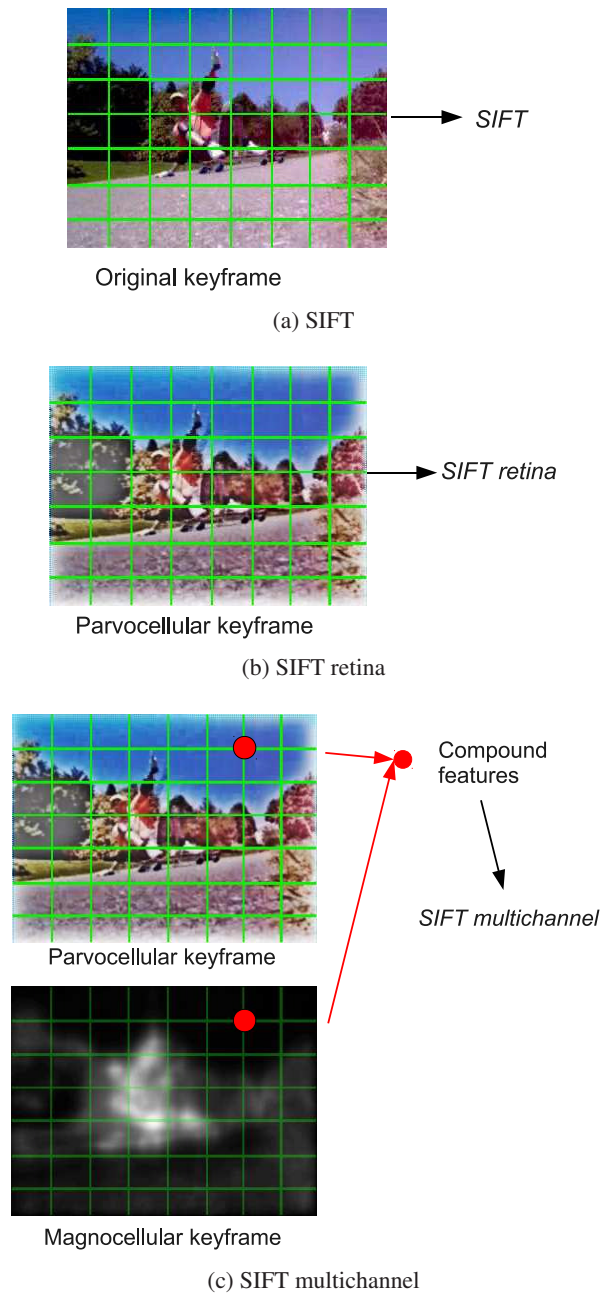 SIFT
Original keyframe
(a) SIFT
SIFT retina
Parvocellular keyframe
(b) SIFT retina
Compound
features
SIFT multichannel
Parvocellular keyframe
Magnocellular keyframe
(c) SIFT multichannel